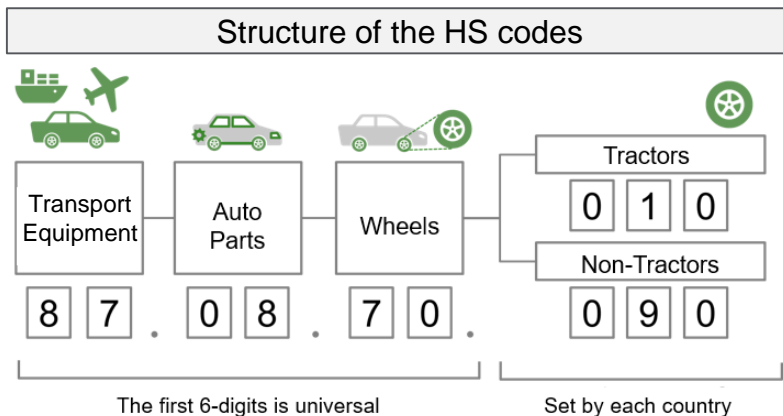 Structure of the HS codes
Transport
Equipment
Auto
Parts
Wheels
Tractors
0 1 0
Non-Tractors
0 9 0
8 7 . 0 8 . 7 0 .
The first 6-digits is universal
Set by each country